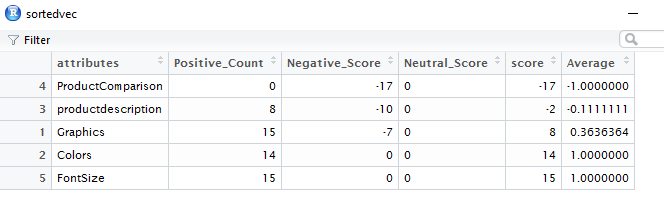 sortedvec
Filter
attributes Positive_Count Negative_Score Neutral_Score score Average
4 ProductComparison 0 -17 0 -17 -1.0000000
3 productdescription 8 -10 0 -2 -0.1111111
1 Graphics 15 -7 0 8 0.3636364
2 Colors 14 0 0 14 1.0000000
5 FontSize 15 0 0 15 1.0000000